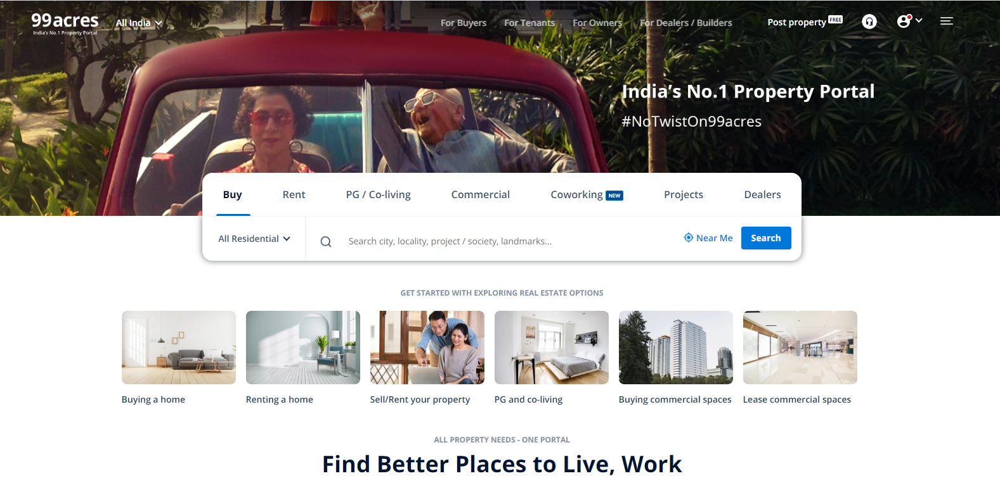 99acres
India's No.1 Property Portal
All India
For Buyers
For Tenants
For Owners
For Dealers / Builders
Post property FREE
India's No.1 Property Portal
#NoTwistOn99acres
Buy
Rent
PG / Co-living
Commercial
Coworking NEW
Projects
Dealers
All Residential
Search city, locality, project / society, landmarks...
Near Me
Search
GET STARTED WITH EXPLORING REAL ESTATE OPTIONS
Buying a home
Renting a home
Sell/Rent your property
PG and co-living
Buying commercial spaces
Lease commercial spaces
ALL PROPERTY NEEDS - ONE PORTAL
Find Better Places to Live, Work